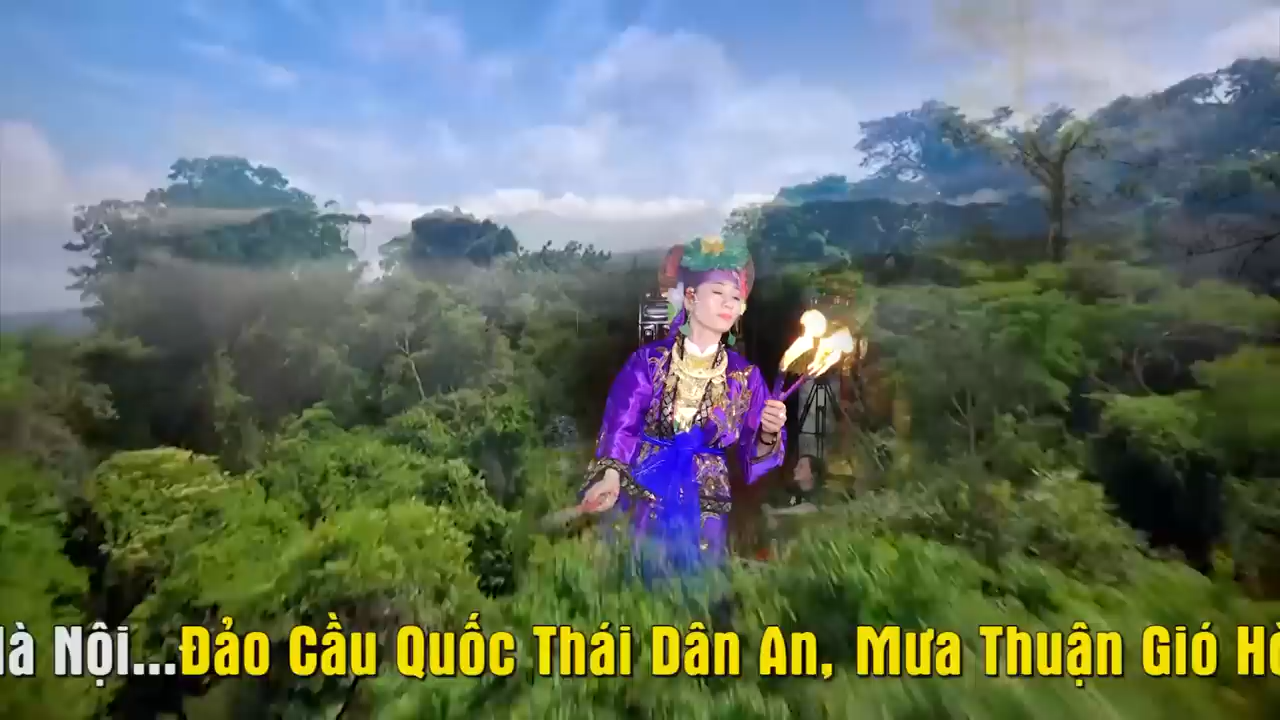 Nội...Đảo Cầu Quốc Thái Dân An, Mưa Thuận Gió